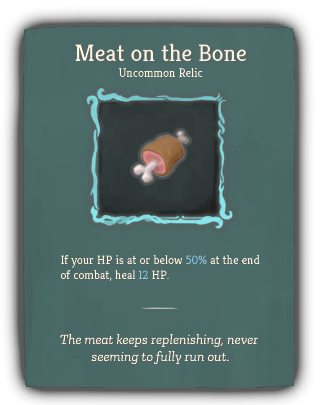 Meat on the Bone
Uncommon Relic
If your HP is at or below 50% at the end
of combat, heal 12 HP.
The meat keeps replenishing, never
seeming to fully run out.